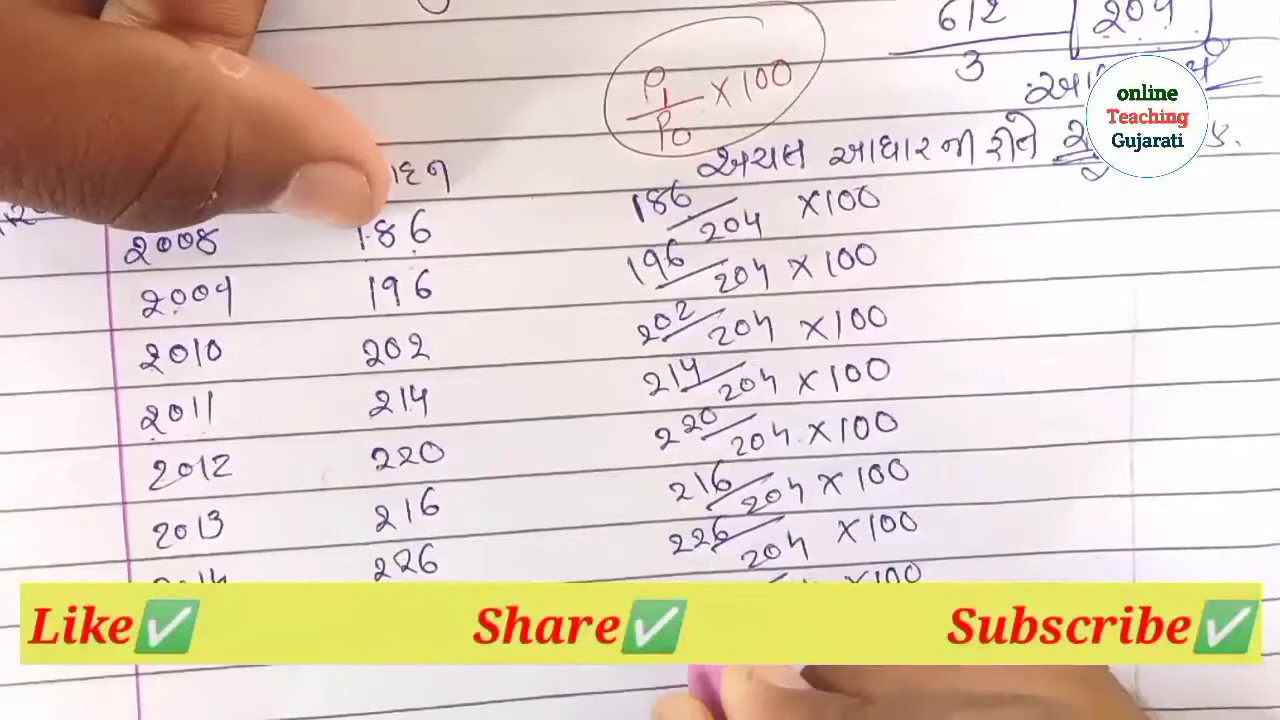 612 204
3
P1/P0 × 100
અચલ આધારની રીતે
2008 186 186/204 ×100
2009 196 196/204 ×100
2010 202 202/204 ×100
2011 214 214/204 ×100
2012 220 220/204 ×100
2013 216 216/204 ×100
2014 226 226/204 ×100
×100
online
Teaching
Gujarati
Like✅ Share✅ Subscribe✅